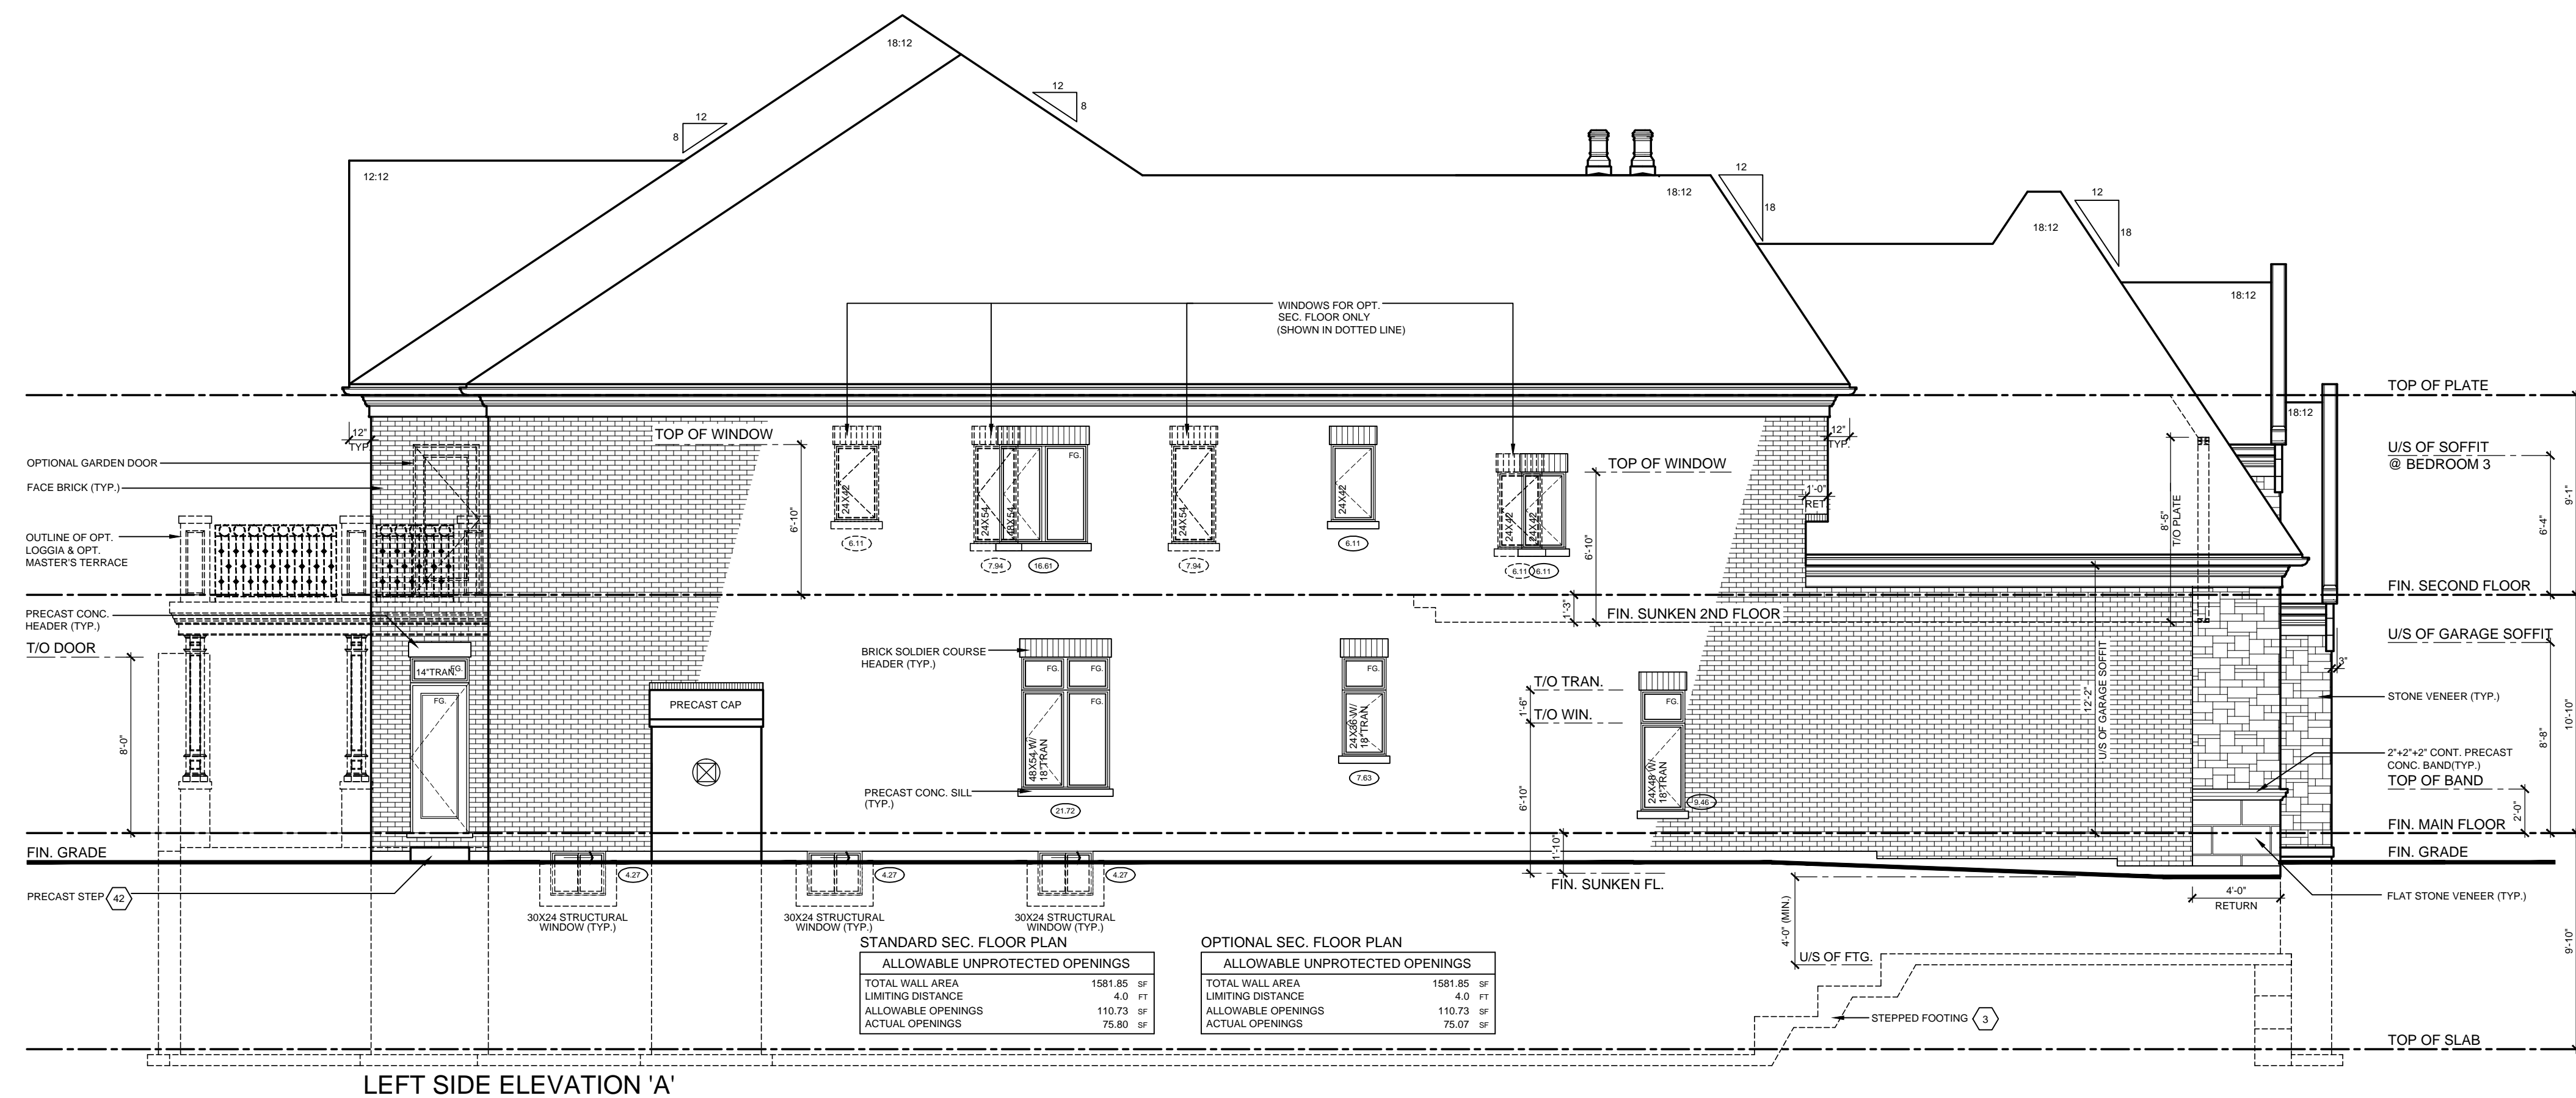 18:12
12
8
12
8
12:12
12
18
18:12
12
18
18:12
18:12
18:12
WINDOWS FOR OPT.
SEC. FLOOR ONLY
(SHOWN IN DOTTED LINE)
TOP OF PLATE
12"
TYP.
TOP OF WINDOW
OPTIONAL GARDEN DOOR
FACE BRICK (TYP.)
OUTLINE OF OPT.
LOGGIA & OPT.
MASTER'S TERRACE
PRECAST CONC.
HEADER (TYP.)
T/O DOOR
8'-0"
6'-10"
24X42
6.11
24X54
48X54
FG.
7.94
16.61
24X54
7.94
24X42
6.11
TOP OF WINDOW
24X42
24X42
6.11
6.11
6'-10"
12"
TYP.
1'-0"
RET
8'-5"
T/O PLATE
U/S OF SOFFIT
@ BEDROOM 3
9'-1"
6'-4"
FIN. SECOND FLOOR
1'-3"
FIN. SUNKEN 2ND FLOOR
U/S OF GARAGE SOFFIT
14"TRAN.
FG.
FG.
PRECAST CAP
BRICK SOLDIER COURSE
HEADER (TYP.)
FG.
FG.
FG.
48X54 W/
18"TRAN
21.72
PRECAST CONC. SILL
(TYP.)
FG.
24X36 W/
18"TRAN
7.63
T/O TRAN.
1'-6"
T/O WIN.
6'-10"
FG.
24X48 W/
18"TRAN
9.46
12'-2"
U/S OF GARAGE SOFFIT
3"
STONE VENEER (TYP.)
10'-10"
8'-8"
2"+2"+2" CONT. PRECAST
CONC. BAND(TYP.)
TOP OF BAND
2'-0"
FIN. MAIN FLOOR
FIN. GRADE
FIN. GRADE
1'-10"
FIN. SUNKEN FL.
PRECAST STEP
42
4.27
30X24 STRUCTURAL
WINDOW (TYP.)
4.27
30X24 STRUCTURAL
WINDOW (TYP.)
4.27
30X24 STRUCTURAL
WINDOW (TYP.)
4'-0"
RETURN
FLAT STONE VENEER (TYP.)
4'-0" (MIN.)
U/S OF FTG.
9'-10"
STEPPED FOOTING
3
TOP OF SLAB
STANDARD SEC. FLOOR PLAN
ALLOWABLE UNPROTECTED OPENINGS
TOTAL WALL AREA 1581.85 SF
LIMITING DISTANCE 4.0 FT
ALLOWABLE OPENINGS 110.73 SF
ACTUAL OPENINGS 75.80 SF
OPTIONAL SEC. FLOOR PLAN
ALLOWABLE UNPROTECTED OPENINGS
TOTAL WALL AREA 1581.85 SF
LIMITING DISTANCE 4.0 FT
ALLOWABLE OPENINGS 110.73 SF
ACTUAL OPENINGS 75.07 SF
LEFT SIDE ELEVATION 'A'